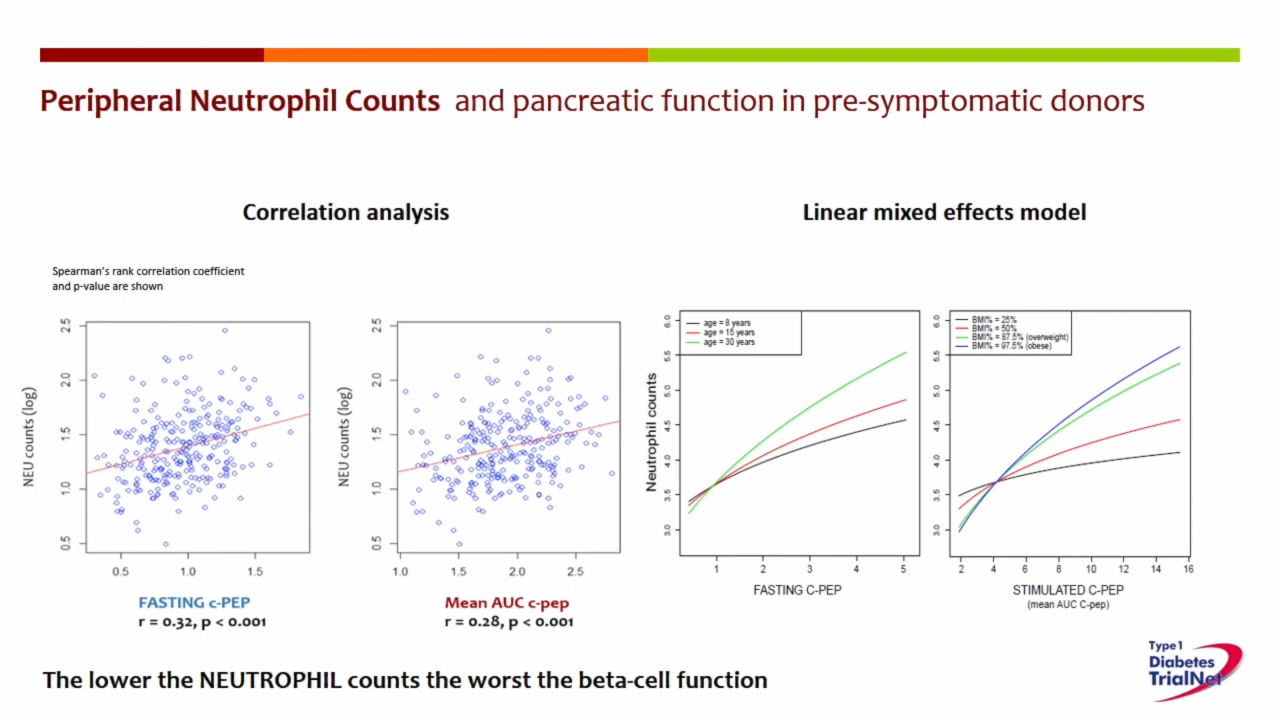 Peripheral Neutrophil Counts and pancreatic function in pre-symptomatic donors
Correlation analysis
Linear mixed effects model
Spearman's rank correlation coefficient
and p-value are shown
NEU counts (log)
0.5 1.0 1.5 2.0 2.5
0.5 1.0 1.5
FASTING c-PEP
r = 0.32, p < 0.001
NEU counts (log)
0.5 1.0 1.5 2.0 2.5
1.0 1.5 2.0 2.5
Mean AUC c-pep
r = 0.28, p < 0.001
Neutrophil counts
3.0 3.5 4.0 4.5 5.0 5.5 6.0
age = 8 years
age = 15 years
age = 30 years
1 2 3 4 5
FASTING C-PEP
3.0 3.5 4.0 4.5 5.0 5.5 6.0
BMI% = 25%
BMI% = 50%
BMI% = 87.5% (overweight)
BMI% = 97.5% (obese)
2 4 6 8 10 12 14 16
STIMULATED C-PEP
(mean AUC C-pep)
The lower the NEUTROPHIL counts the worst the beta-cell function
Type 1
Diabetes
TrialNet